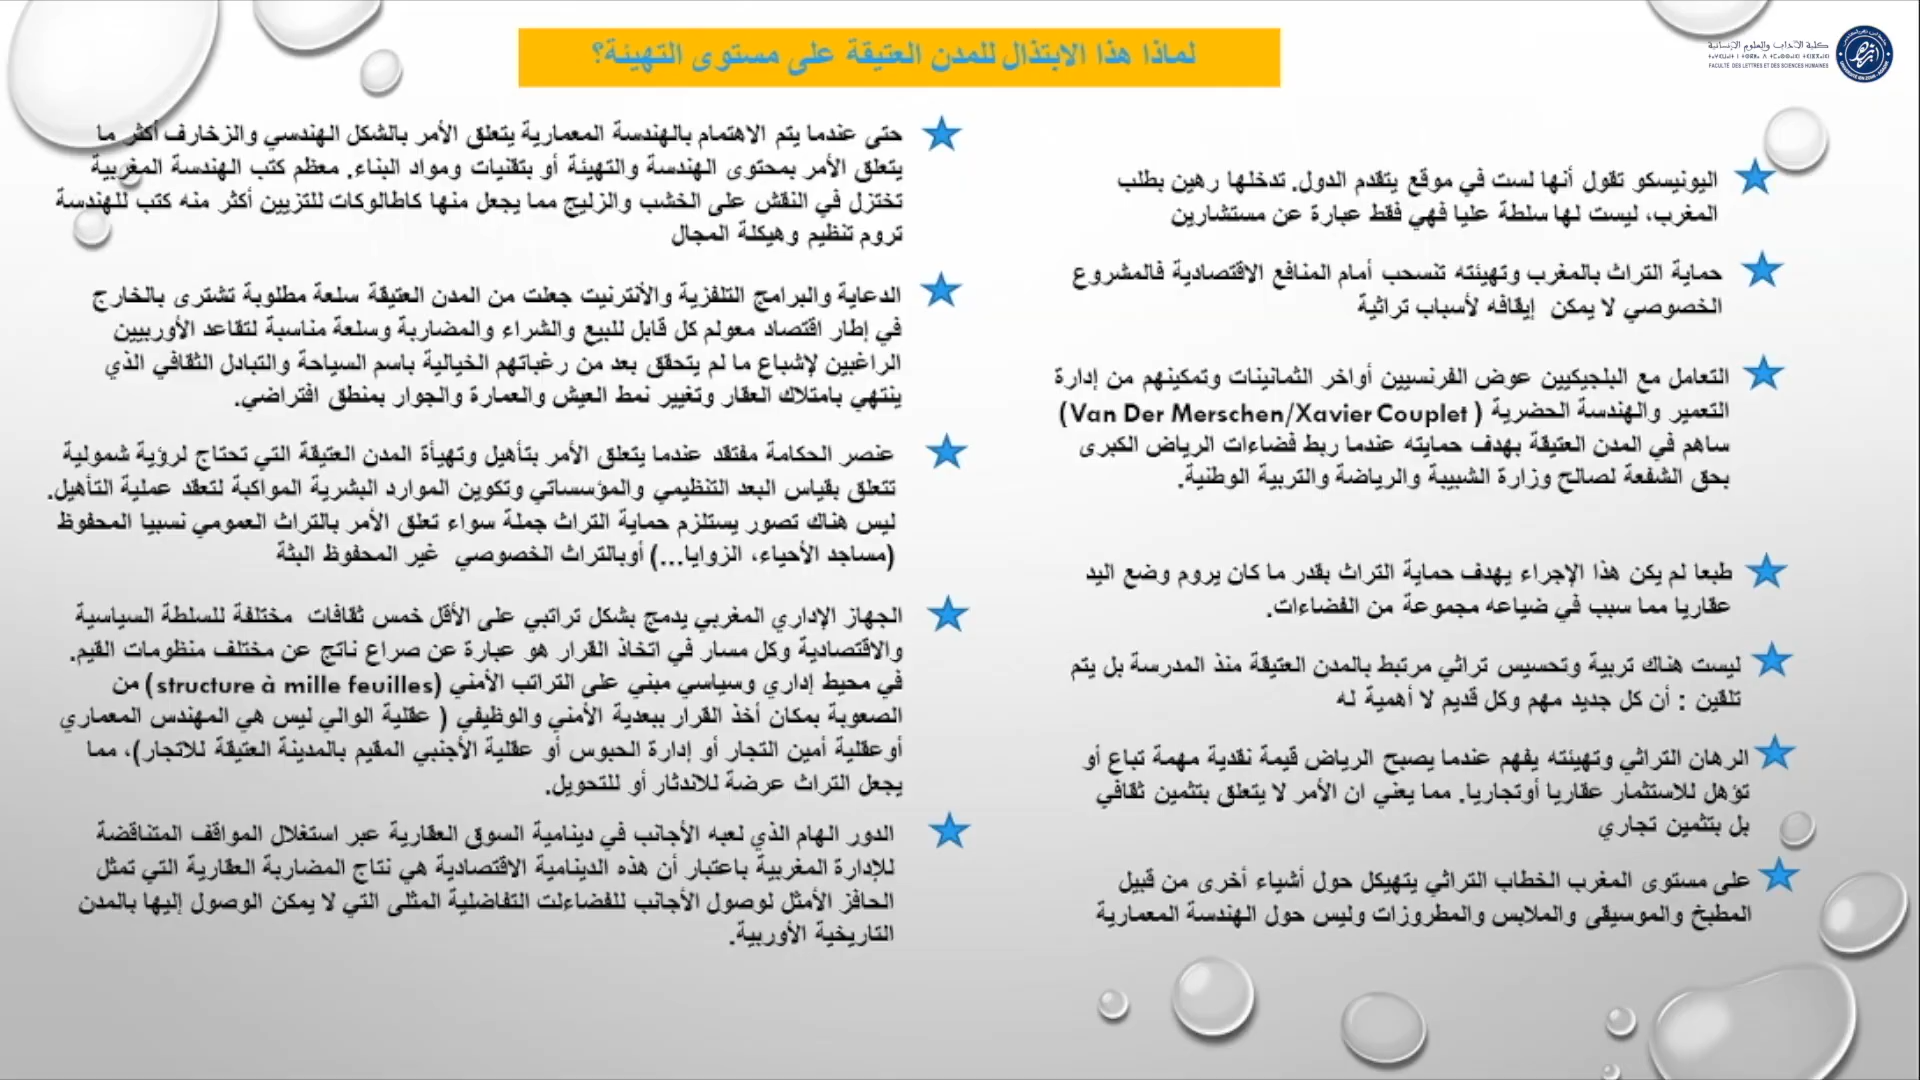 لماذا هذا الابتذال للمدن العتيقة على مستوى التهيئة؟
كلية الآداب والعلوم الإنسانية
FACULTÉ DES LETTRES ET DES SCIENCES HUMAINES
اليونيسكو تقول أنها لست في موقع يتقدم الدول. تدخلها رهين بطلب
المغرب، ليست لها سلطة عليا فهي فقط عبارة عن مستشارين
حماية التراث بالمغرب وتهيئته تنسحب أمام المنافع الاقتصادية فالمشروع
الخصوصي لا يمكن إيقافه لأسباب تراثية
التعامل مع البلجيكيين عوض الفرنسيين أواخر الثمانينات وتمكينهم من إدارة
التعمير والهندسة الحضرية ( Van Der Merschen/Xavier Couplet)
ساهم في المدن العتيقة بهدف حمايته عندما ربط فضاءات الرياض الكبرى
بحق الشفعة لصالح وزارة الشبيبة والرياضة والتربية الوطنية.
طبعا لم يكن هذا الإجراء يهدف حماية التراث بقدر ما كان يروم وضع اليد
عقاريا مما سبب في ضياعه مجموعة من الفضاءات.
ليست هناك تربية وتحسيس تراثي مرتبط بالمدن العتيقة منذ المدرسة بل يتم
تلقين : أن كل جديد مهم وكل قديم لا أهمية له
الرهان التراثي وتهيئته يفهم عندما يصبح الرياض قيمة نقدية مهمة تباع أو
تؤهل للاستثمار عقاريا أوتجاريا. مما يعني ان الأمر لا يتعلق بتثمين ثقافي
بل بتثمين تجاري
على مستوى المغرب الخطاب التراثي يتهيكل حول أشياء أخرى من قبيل
المطبخ والموسيقى والملابس والمطروزات وليس حول الهندسة المعمارية
حتى عندما يتم الاهتمام بالهندسة المعمارية يتعلق الأمر بالشكل الهندسي والزخارف أكثر ما
يتعلق الأمر بمحتوى الهندسة والتهيئة أو بتقنيات ومواد البناء. معظم كتب الهندسة المغربية
تختزل في النقش على الخشب والزليج مما يجعل منها كاطالوكات للتزيين أكثر منه كتب للهندسة
تروم تنظيم وهيكلة المجال
الدعاية والبرامج التلفزية والأنترنيت جعلت من المدن العتيقة سلعة مطلوبة تشترى بالخارج
في إطار اقتصاد معولم كل قابل للبيع والشراء والمضاربة وسلعة مناسبة لتقاعد الأوربيين
الراغبين لإشباع ما لم يتحقق بعد من رغباتهم الخيالية باسم السياحة والتبادل الثقافي الذي
ينتهي بامتلاك العقار وتغيير نمط العيش والعمارة والجوار بمنطق افتراضي.
عنصر الحكامة مفتقد عندما يتعلق الأمر بتأهيل وتهيأة المدن العتيقة التي تحتاج لرؤية شمولية
تتعلق بقياس البعد التنظيمي والمؤسساتي وتكوين الموارد البشرية المواكبة لتعقد عملية التأهيل.
ليس هناك تصور يستلزم حماية التراث جملة سواء تعلق الأمر بالتراث العمومي نسبيا المحفوظ
(مساجد الأحياء، الزوايا...) أوبالتراث الخصوصي غير المحفوظ البثة
الجهاز الإداري المغربي يدمج بشكل تراتبي على الأقل خمس ثقافات مختلفة للسلطة السياسية
والاقتصادية وكل مسار في اتخاذ القرار هو عبارة عن صراع ناتج عن مختلف منظومات القيم.
في محيط إداري وسياسي مبني على التراتب الأمني (structure à mille feuilles) من
الصعوبة بمكان أخذ القرار ببعدية الأمني والوظيفي ( عقلية الوالي ليس هي المهندس المعماري
أوعقلية أمين التجار أو إدارة الحبوس أو عقلية الأجنبي المقيم بالمدينة العتيقة للاتجار)، مما
يجعل التراث عرضة للاندثار أو للتحويل.
الدور الهام الذي لعبه الأجانب في دينامية السوق العقارية عبر استغلال المواقف المتناقضة
للإدارة المغربية باعتبار أن هذه الدينامية الاقتصادية هي نتاج المضاربة العقارية التي تمثل
الحافز الأمثل لوصول الأجانب للفضاءلت التفاضلية المثلى التي لا يمكن الوصول إليها بالمدن
التاريخية الأوربية.